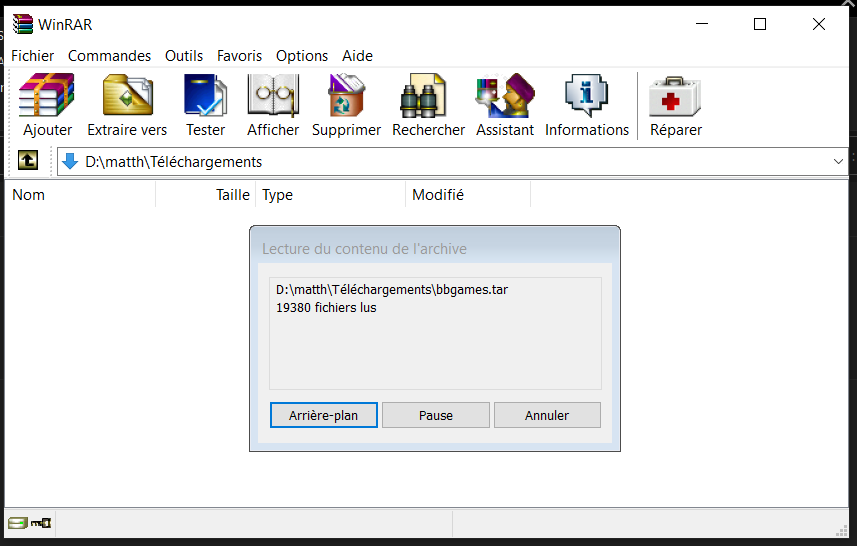 WinRAR
Fichier Commandes Outils Favoris Options Aide
Ajouter Extraire vers Tester Afficher Supprimer Rechercher Assistant Informations Réparer
D:\matth\Téléchargements
Nom Taille Type Modifié
Lecture du contenu de l'archive
D:\matth\Téléchargements\bbgames.tar
19380 fichiers lus
Arrière-plan Pause Annuler